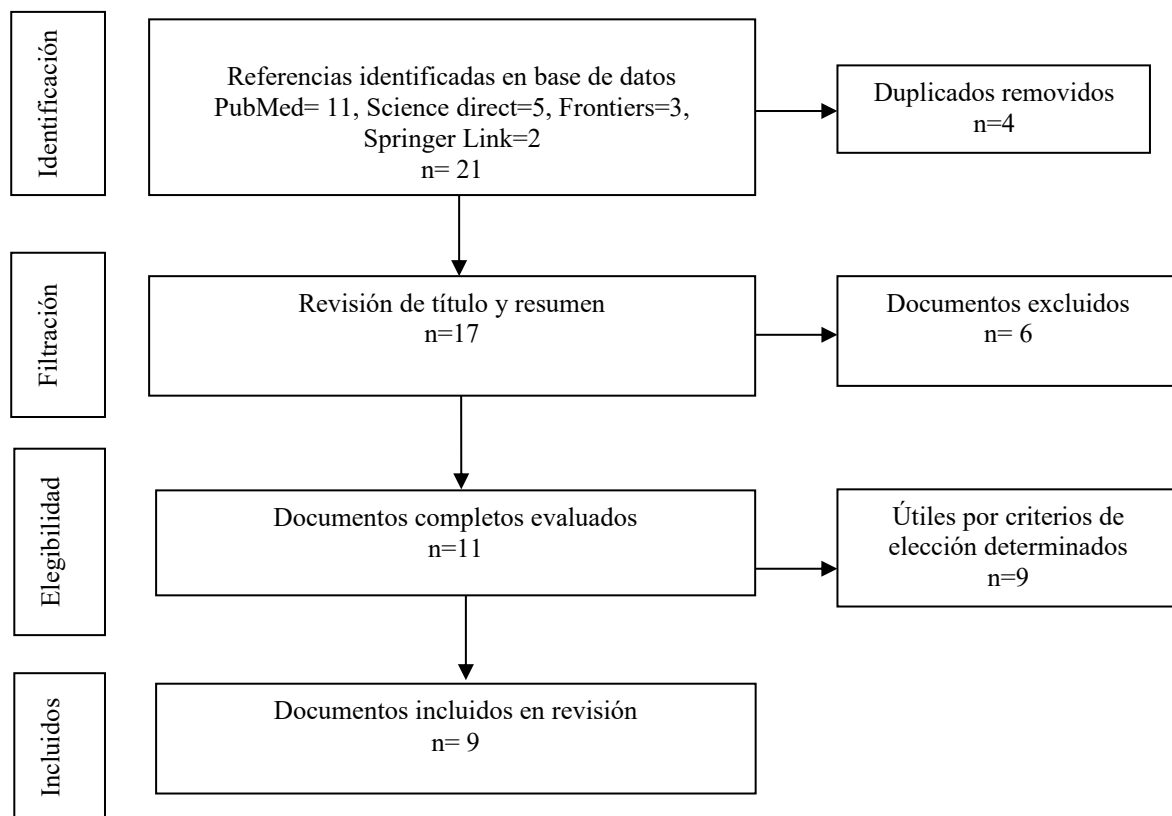 Identificación
Referencias identificadas en base de datos
PubMed= 11, Science direct=5, Frontiers=3,
Springer Link=2
n= 21
Duplicados removidos
n=4
Filtración
Revisión de título y resumen
n=17
Documentos excluidos
n= 6
Elegibilidad
Documentos completos evaluados
n=11
Útiles por criterios de
elección determinados
n=9
Incluidos
Documentos incluidos en revisión
n= 9